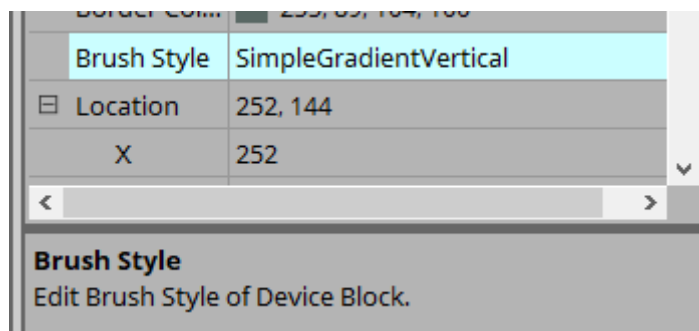 Brush Style SimpleGradientVertical
Location 252, 144
X 252
Brush Style
Edit Brush Style of Device Block.